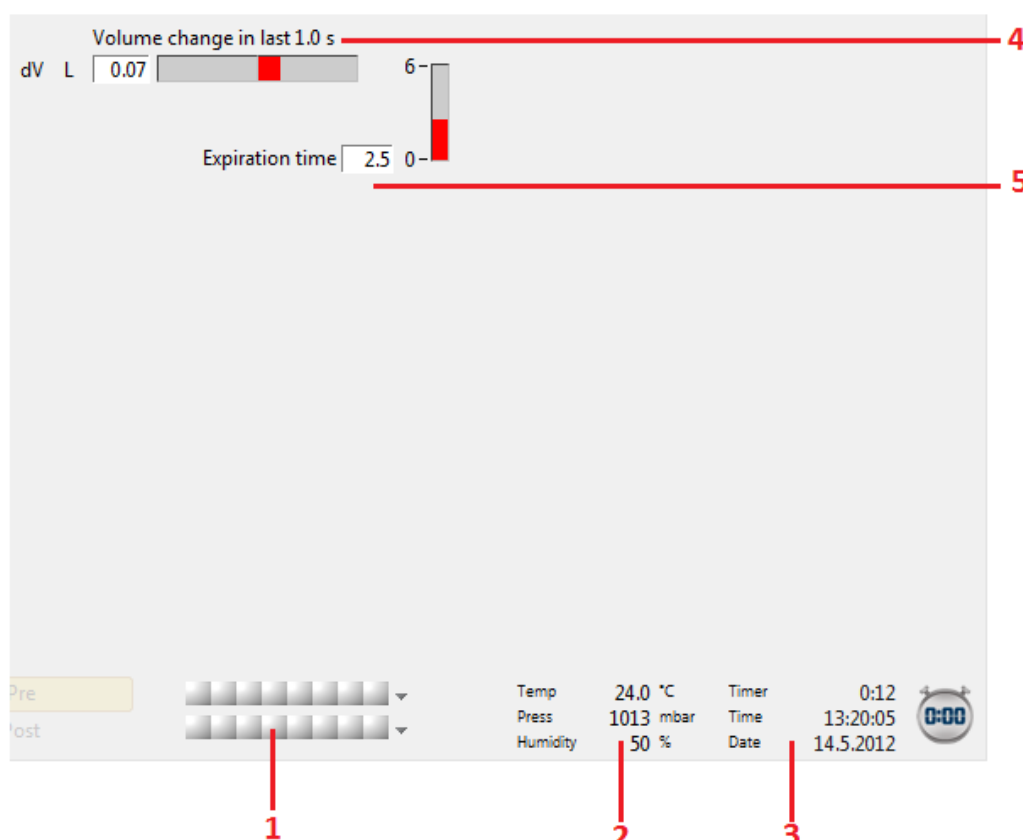 Volume change in last 1.0 s
4
dV L 0.07
6
Expiration time 2.5 0
5
Pre
Post
Temp 24.0 °C Timer 0:12
Press 1013 mbar Time 13:20:05
Humidity 50 % Date 14.5.2012
0:00
1
2
3